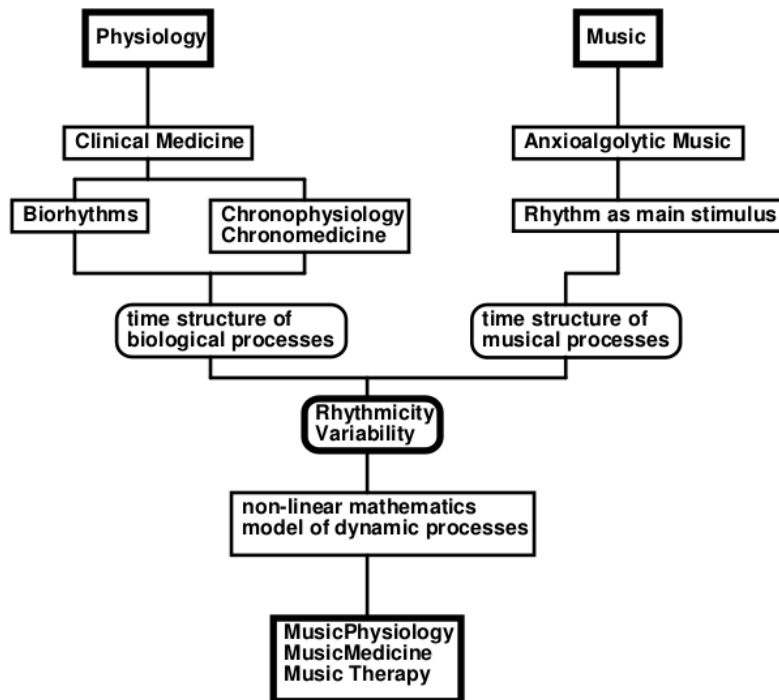 Physiology
Music
Clinical Medicine
Anxioalgolytic Music
Biorhythms
Chronophysiology
Chronomedicine
Rhythm as main stimulus
time structure of
biological processes
time structure of
musical processes
Rhythmicity
Variability
non-linear mathematics
model of dynamic processes
MusicPhysiology
MusicMedicine
Music Therapy